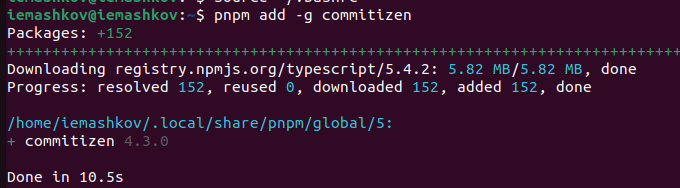 iemashkov@iemashkov:~$ pnpm add -g commitizen
Packages: +152
++++++++++++++++++++++++++++++++++++++++++++++++++++++++++++++++++++++++++++++++
Downloading registry.npmjs.org/typescript/5.4.2: 5.82 MB/5.82 MB, done
Progress: resolved 152, reused 0, downloaded 152, added 152, done
/home/iemashkov/.local/share/pnpm/global/5:
+ commitizen 4.3.0
Done in 10.5s